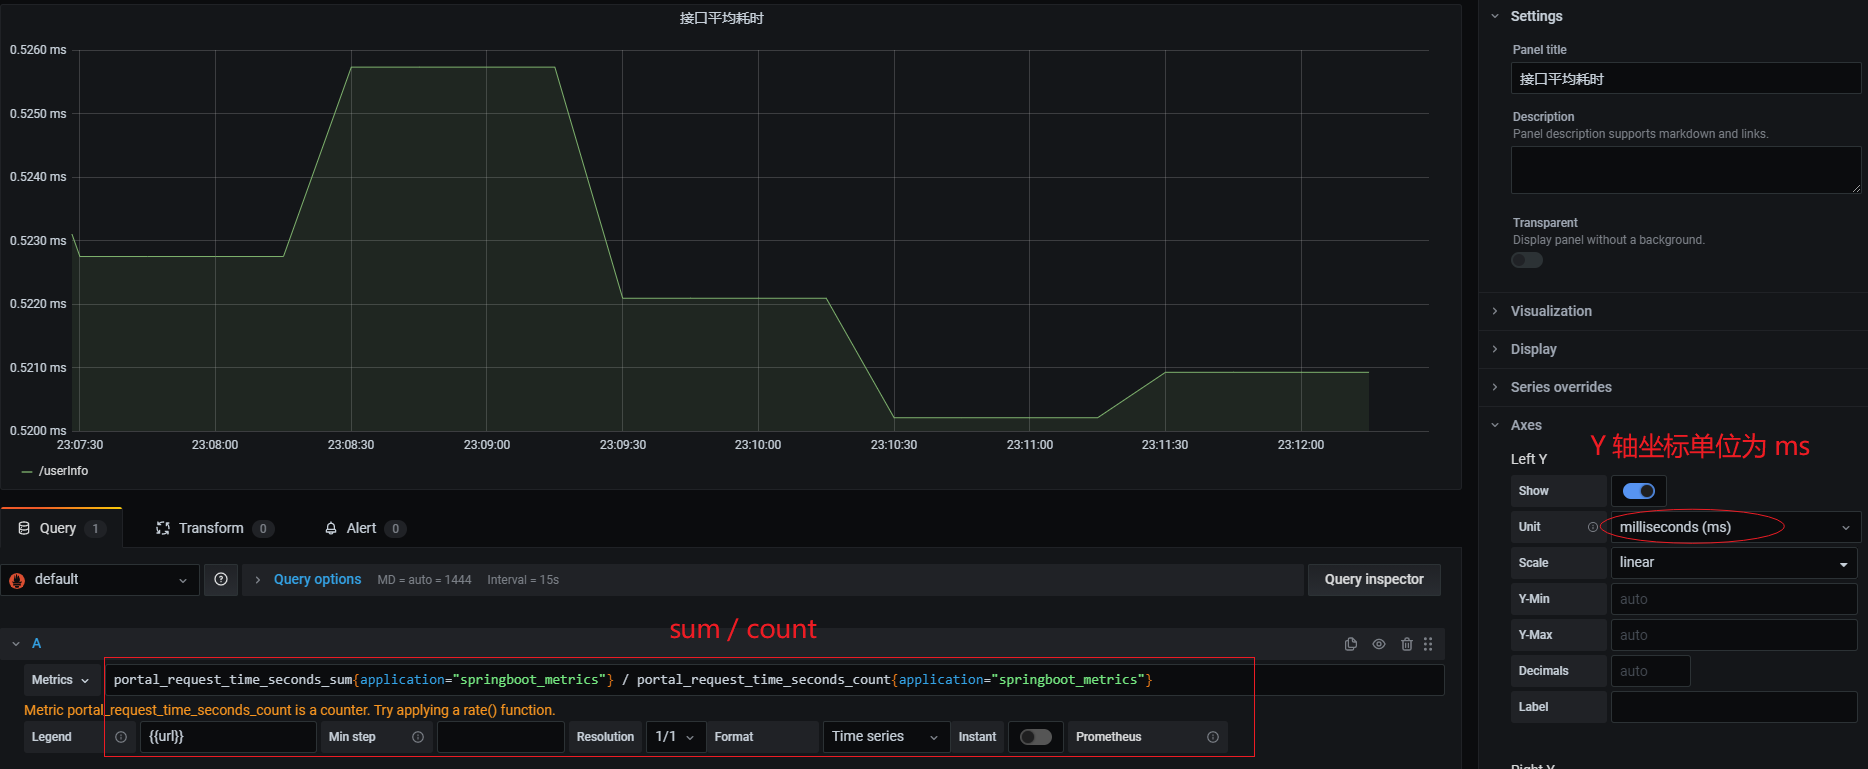 接口平均耗时
0.5260 ms
0.5250 ms
0.5240 ms
0.5230 ms
0.5220 ms
0.5210 ms
0.5200 ms
23:07:30 23:08:00 23:08:30 23:09:00 23:09:30 23:10:00 23:10:30 23:11:00 23:11:30 23:12:00
/userInfo
Query 1 Transform 0 Alert 0
default Query options MD = auto = 1444 Interval = 15s Query inspector
sum / count
A
Metrics portal_request_time_seconds_sum{application="springboot_metrics"} / portal_request_time_seconds_count{application="springboot_metrics"}
Metric portal_request_time_seconds_count is a counter. Try applying a rate() function.
Legend {{url}} Min step Resolution 1/1 Format Time series Instant Prometheus
Settings
Panel title
接口平均耗时
Description
Panel description supports markdown and links.
Transparent
Display panel without a background.
Visualization
Display
Series overrides
Axes
Y 轴坐标单位为 ms
Left Y
Show
Unit milliseconds (ms)
Scale linear
Y-Min auto
Y-Max auto
Decimals auto
Label
Right Y